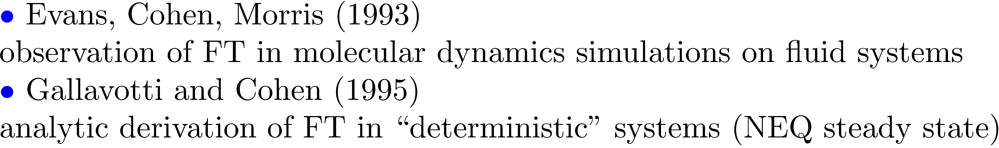 • Evans, Cohen, Morris (1993)
observation of FT in molecular dynamics simulations on fluid systems
• Gallavotti and Cohen (1995)
analytic derivation of FT in “deterministic” systems (NEQ steady state)